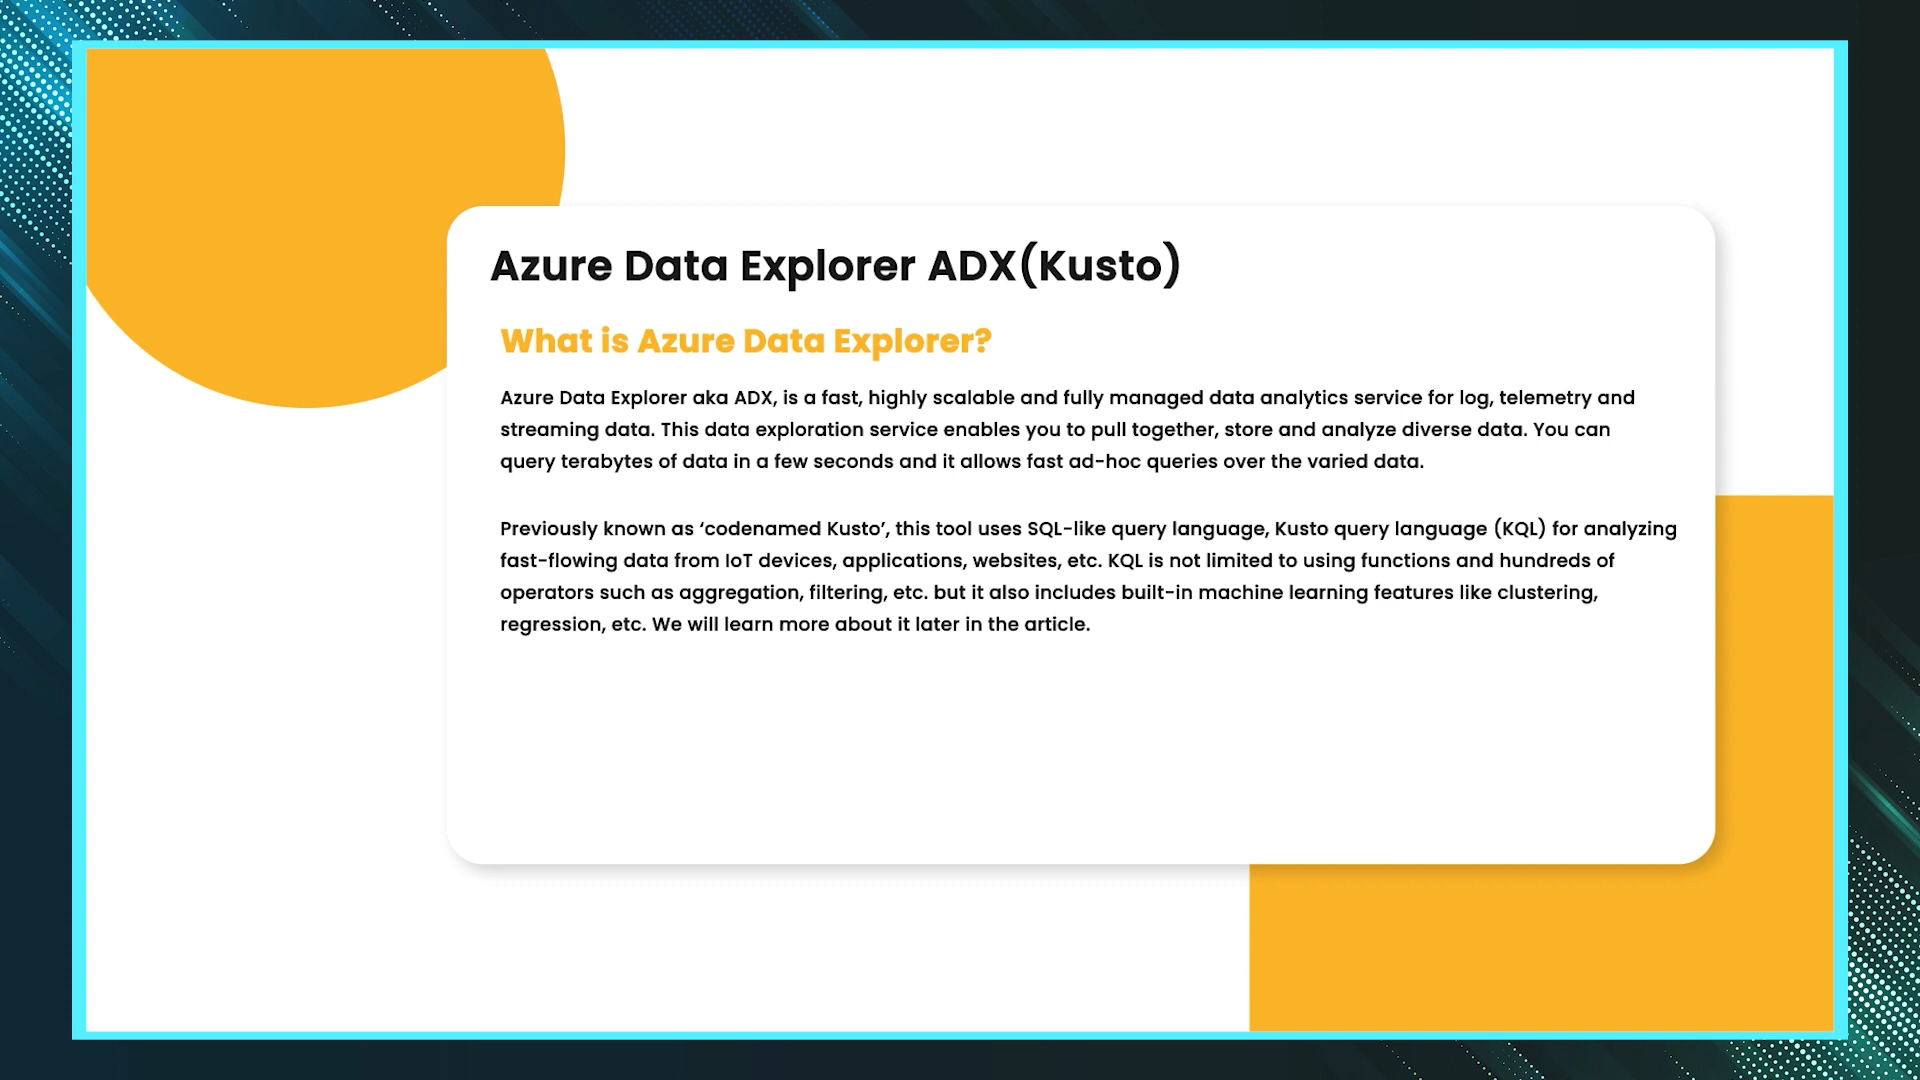 Azure Data Explorer ADX(Kusto)
What is Azure Data Explorer?
Azure Data Explorer aka ADX, is a fast, highly scalable and fully managed data analytics service for log, telemetry and
streaming data. This data exploration service enables you to pull together, store and analyze diverse data. You can
query terabytes of data in a few seconds and it allows fast ad-hoc queries over the varied data.
Previously known as ‘codenamed Kusto’, this tool uses SQL-like query language, Kusto query language (KQL) for analyzing
fast-flowing data from IoT devices, applications, websites, etc. KQL is not limited to using functions and hundreds of
operators such as aggregation, filtering, etc. but it also includes built-in machine learning features like clustering,
regression, etc. We will learn more about it later in the article.